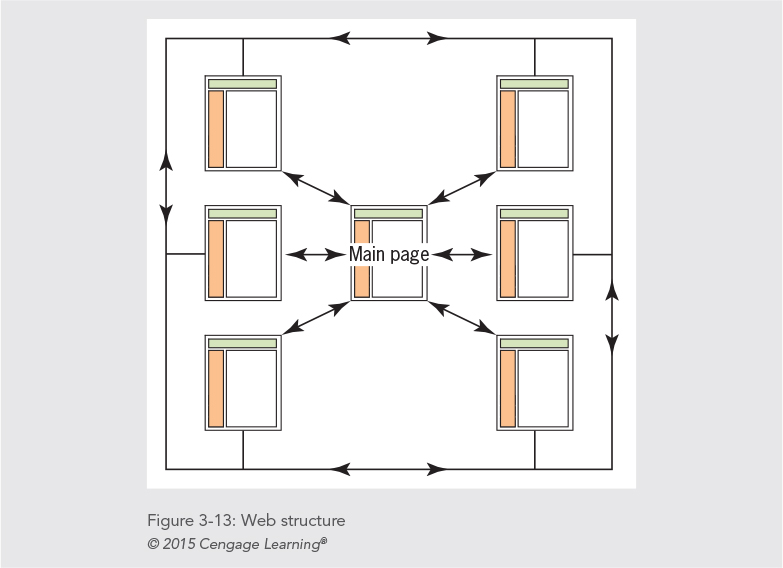 Main page
Figure 3-13: Web structure
© 2015 Cengage Learning®